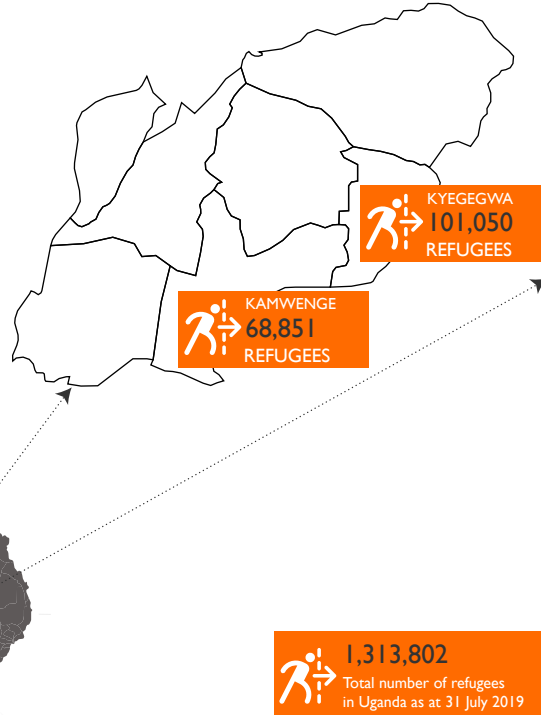 KYEGEGWA
101,050
REFUGEES
KAMWENGE
68,851
REFUGEES
1,313,802
Total number of refugees
in Uganda as at 31 July 2019